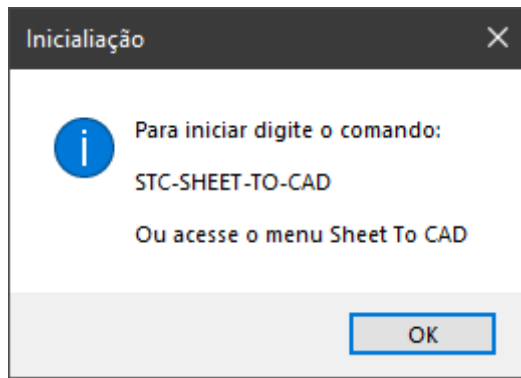 Inicialiação
Para iniciar digite o comando:
STC-SHEET-TO-CAD
Ou acesse o menu Sheet To CAD
OK